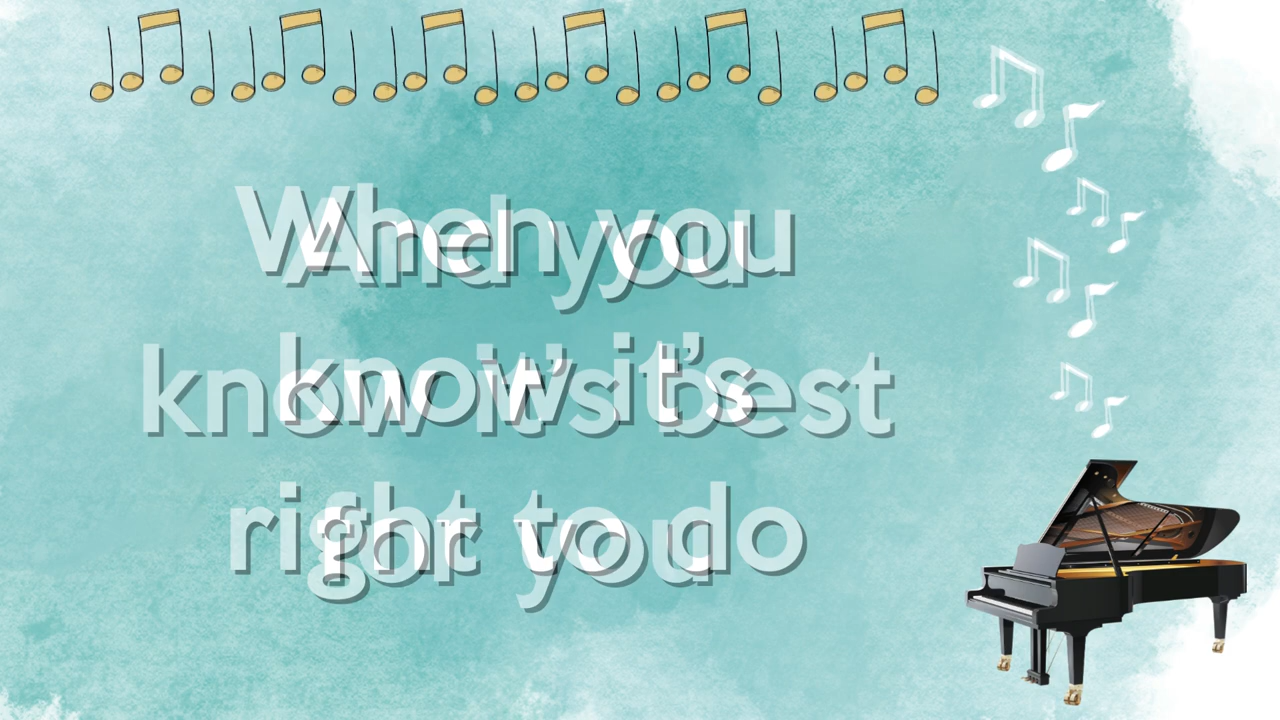 When you
know it's
right to do
And you
know it's best
for you